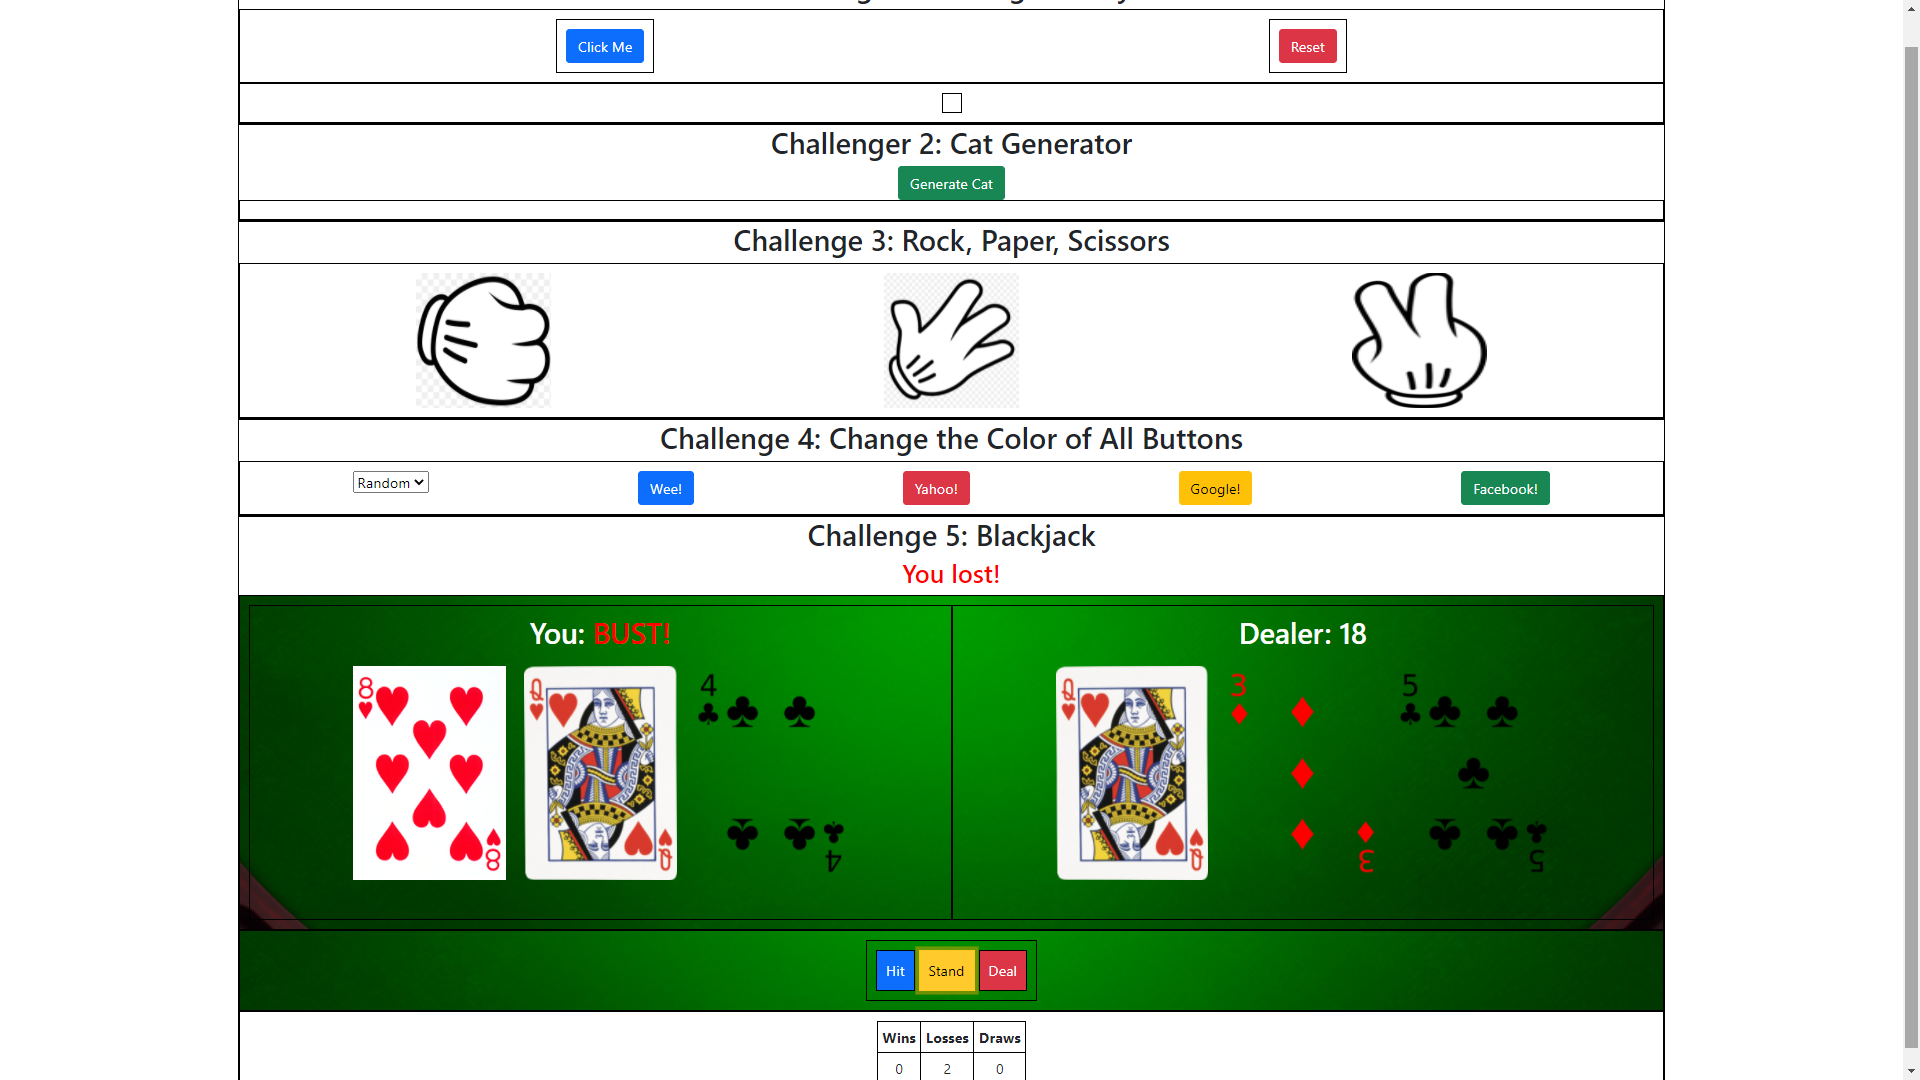 Click Me
Reset
Challenger 2: Cat Generator
Generate Cat
Challenge 3: Rock, Paper, Scissors
Challenge 4: Change the Color of All Buttons
Random
Wee!
Yahoo!
Google!
Facebook!
Challenge 5: Blackjack
You lost!
You: BUST!
Dealer: 18
8
8
Q
Q
4
4
Q
Q
3
3
5
5
Hit
Stand
Deal
Wins Losses Draws
0 2 0